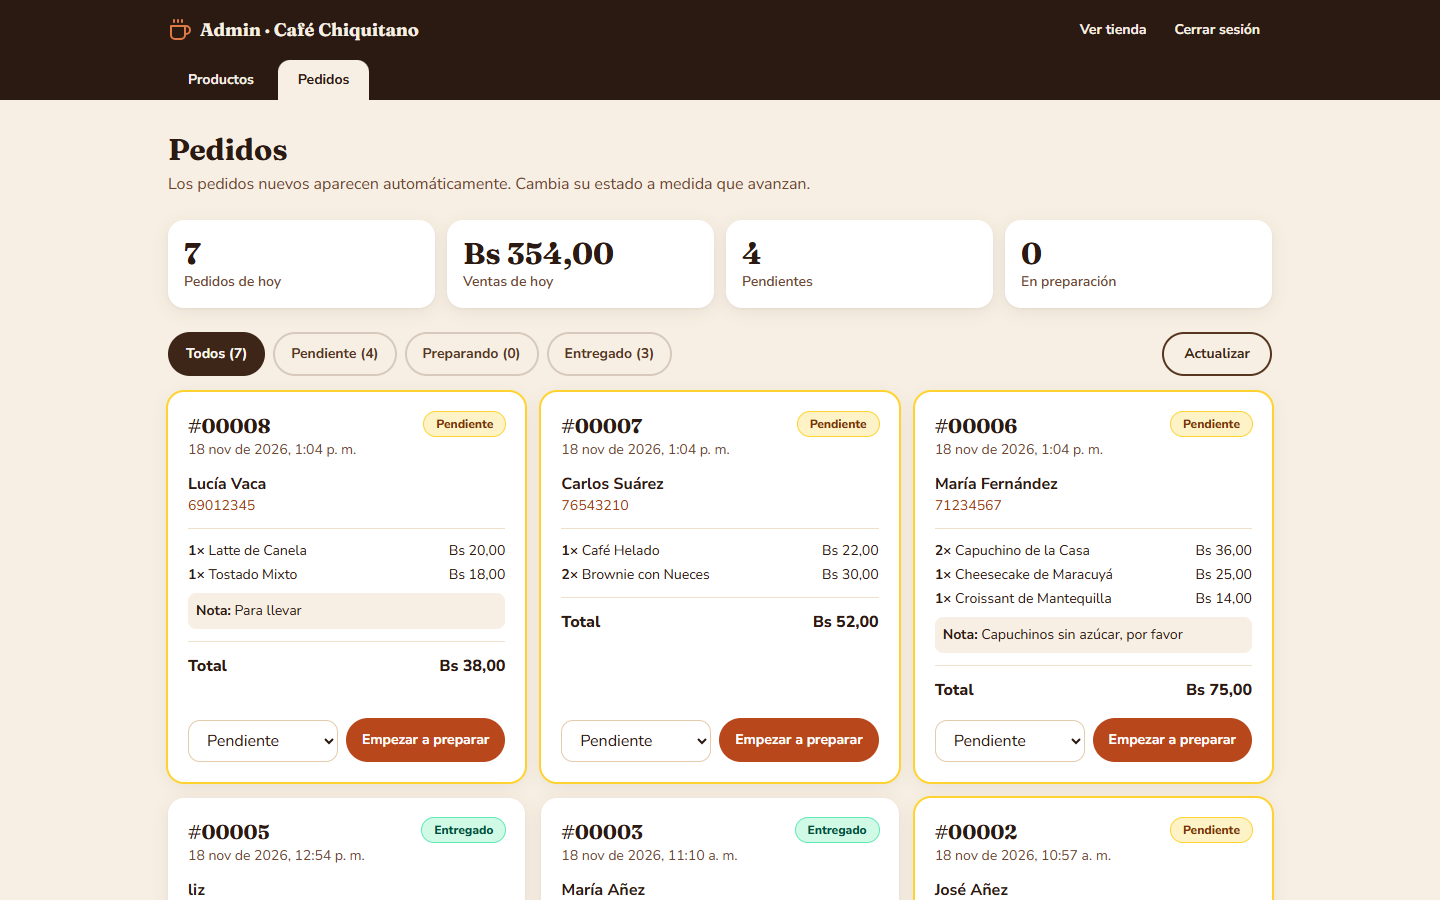 Admin · Café Chiquitano
Ver tienda
Cerrar sesión
Productos
Pedidos
Pedidos
Los pedidos nuevos aparecen automáticamente. Cambia su estado a medida que avanzan.
7
Pedidos de hoy
Bs 354,00
Ventas de hoy
4
Pendientes
0
En preparación
Todos (7)
Pendiente (4)
Preparando (0)
Entregado (3)
Actualizar
#00008
Pendiente
18 nov de 2026, 1:04 p. m.
Lucía Vaca
69012345
1× Latte de Canela Bs 20,00
1× Tostado Mixto Bs 18,00
Nota: Para llevar
Total Bs 38,00
Pendiente
Empezar a preparar
#00007
Pendiente
18 nov de 2026, 1:04 p. m.
Carlos Suárez
76543210
1× Café Helado Bs 22,00
2× Brownie con Nueces Bs 30,00
Total Bs 52,00
Pendiente
Empezar a preparar
#00006
Pendiente
18 nov de 2026, 1:04 p. m.
María Fernández
71234567
2× Capuchino de la Casa Bs 36,00
1× Cheesecake de Maracuyá Bs 25,00
1× Croissant de Mantequilla Bs 14,00
Nota: Capuchinos sin azúcar, por favor
Total Bs 75,00
Pendiente
Empezar a preparar
#00005
Entregado
18 nov de 2026, 12:54 p. m.
liz
#00003
Entregado
18 nov de 2026, 11:10 a. m.
María Añez
#00002
Pendiente
18 nov de 2026, 10:57 a. m.
José Añez